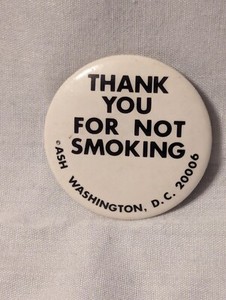 THANK
YOU
FOR NOT
SMOKING
© ASH WASHINGTON, D.C. 20006